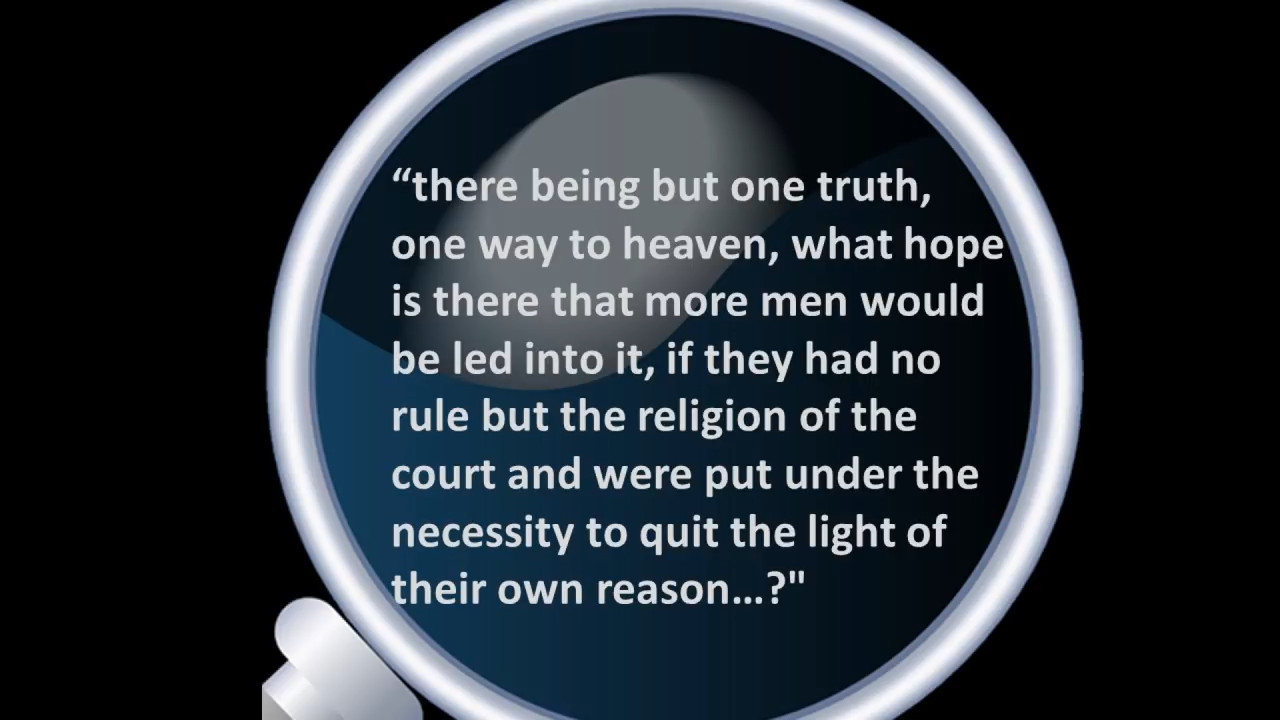 “there being but one truth,
one way to heaven, what hope
is there that more men would
be led into it, if they had no
rule but the religion of the
court and were put under the
necessity to quit the light of
their own reason...?"